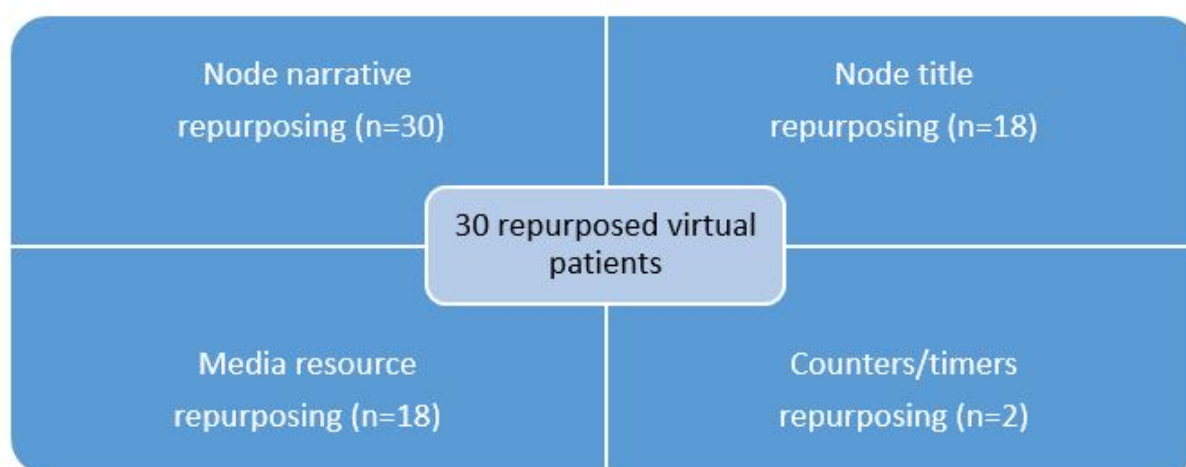 Node narrative
repurposing (n=30)
Node title
repurposing (n=18)
30 repurposed virtual
patients
Media resource
repurposing (n=18)
Counters/timers
repurposing (n=2)